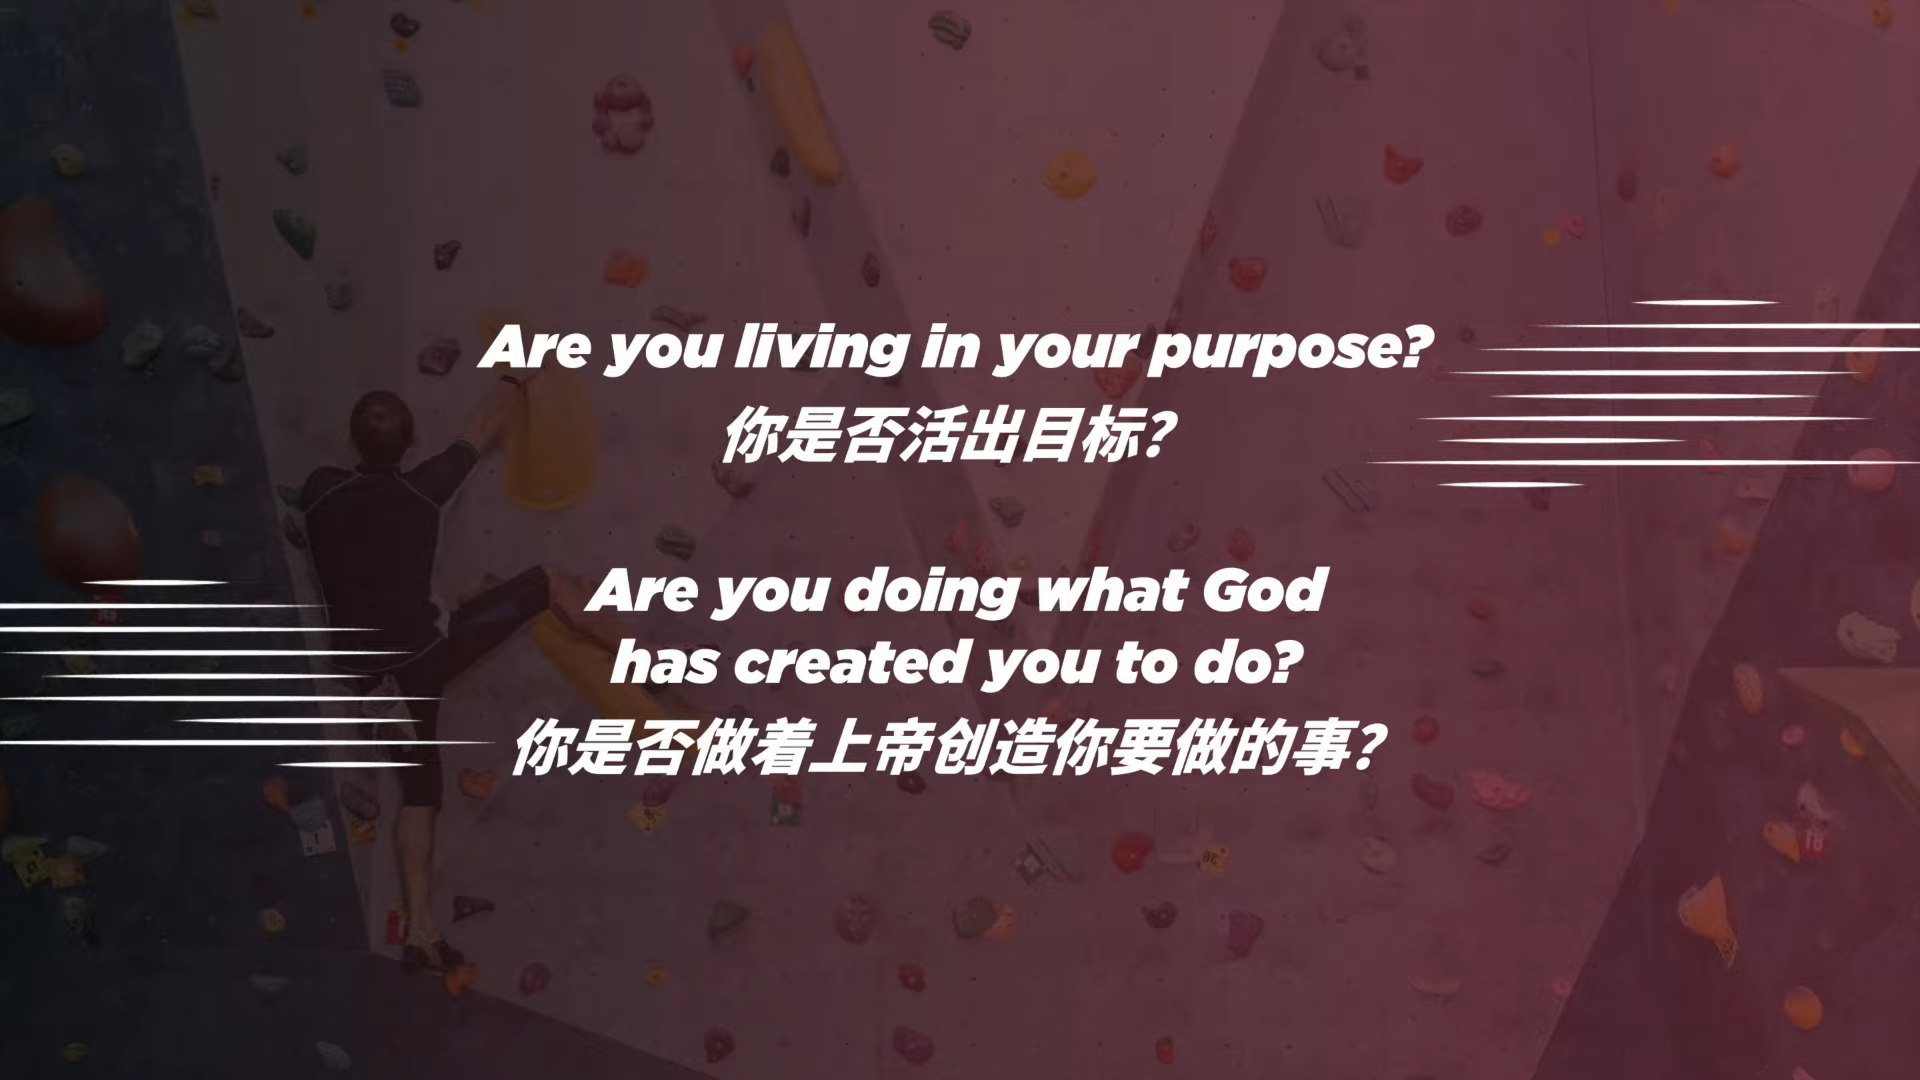 Are you living in your purpose?
你是否活出目标？
Are you doing what God
has created you to do?
你是否做着上帝创造你要做的事？